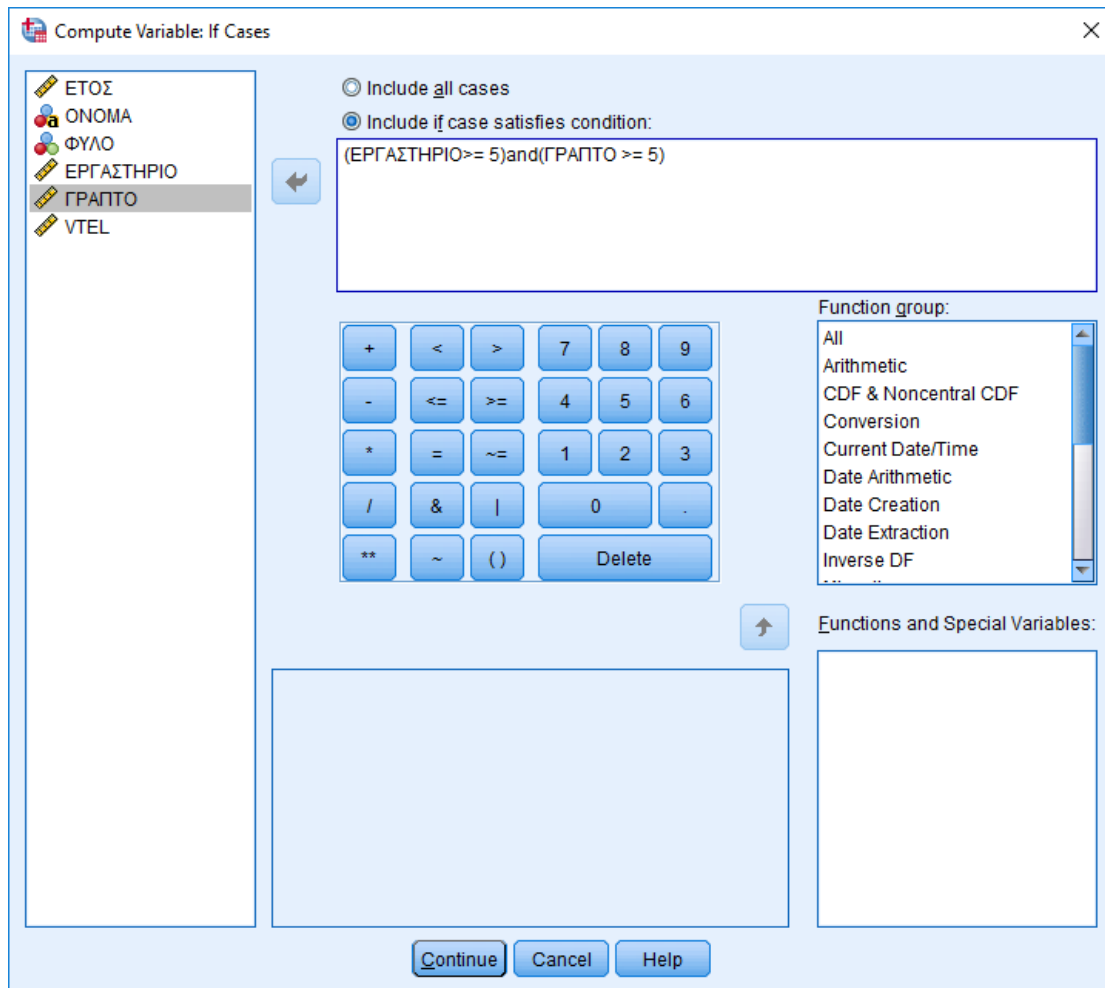 Compute Variable: If Cases
ΕΤΟΣ
ΟΝΟΜΑ
ΦΥΛΟ
ΕΡΓΑΣΤΗΡΙΟ
ΓΡΑΠΤΟ
VTEL
Include all cases
Include if case satisfies condition:
(ΕΡΓΑΣΤΗΡΙΟ>= 5)and(ΓΡΑΠΤΟ >= 5)
+ < > 7 8 9
- <= >= 4 5 6
* = ~= 1 2 3
/ & | 0 .
** ~ ( ) Delete
Function group:
All
Arithmetic
CDF & Noncentral CDF
Conversion
Current Date/Time
Date Arithmetic
Date Creation
Date Extraction
Inverse DF
Functions and Special Variables:
Continue Cancel Help